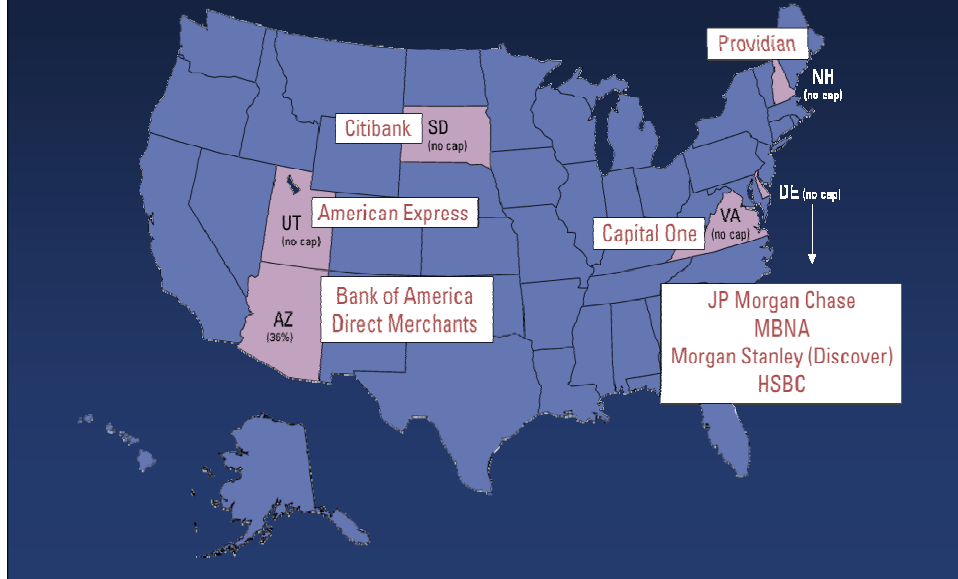 Providian
NH
(no cap)
Citibank
SD
(no cap)
DE (no cap)
UT
(no cap)
American Express
VA
(no cap)
Capital One
AZ
(36%)
Bank of America
Direct Merchants
JP Morgan Chase
MBNA
Morgan Stanley (Discover)
HSBC